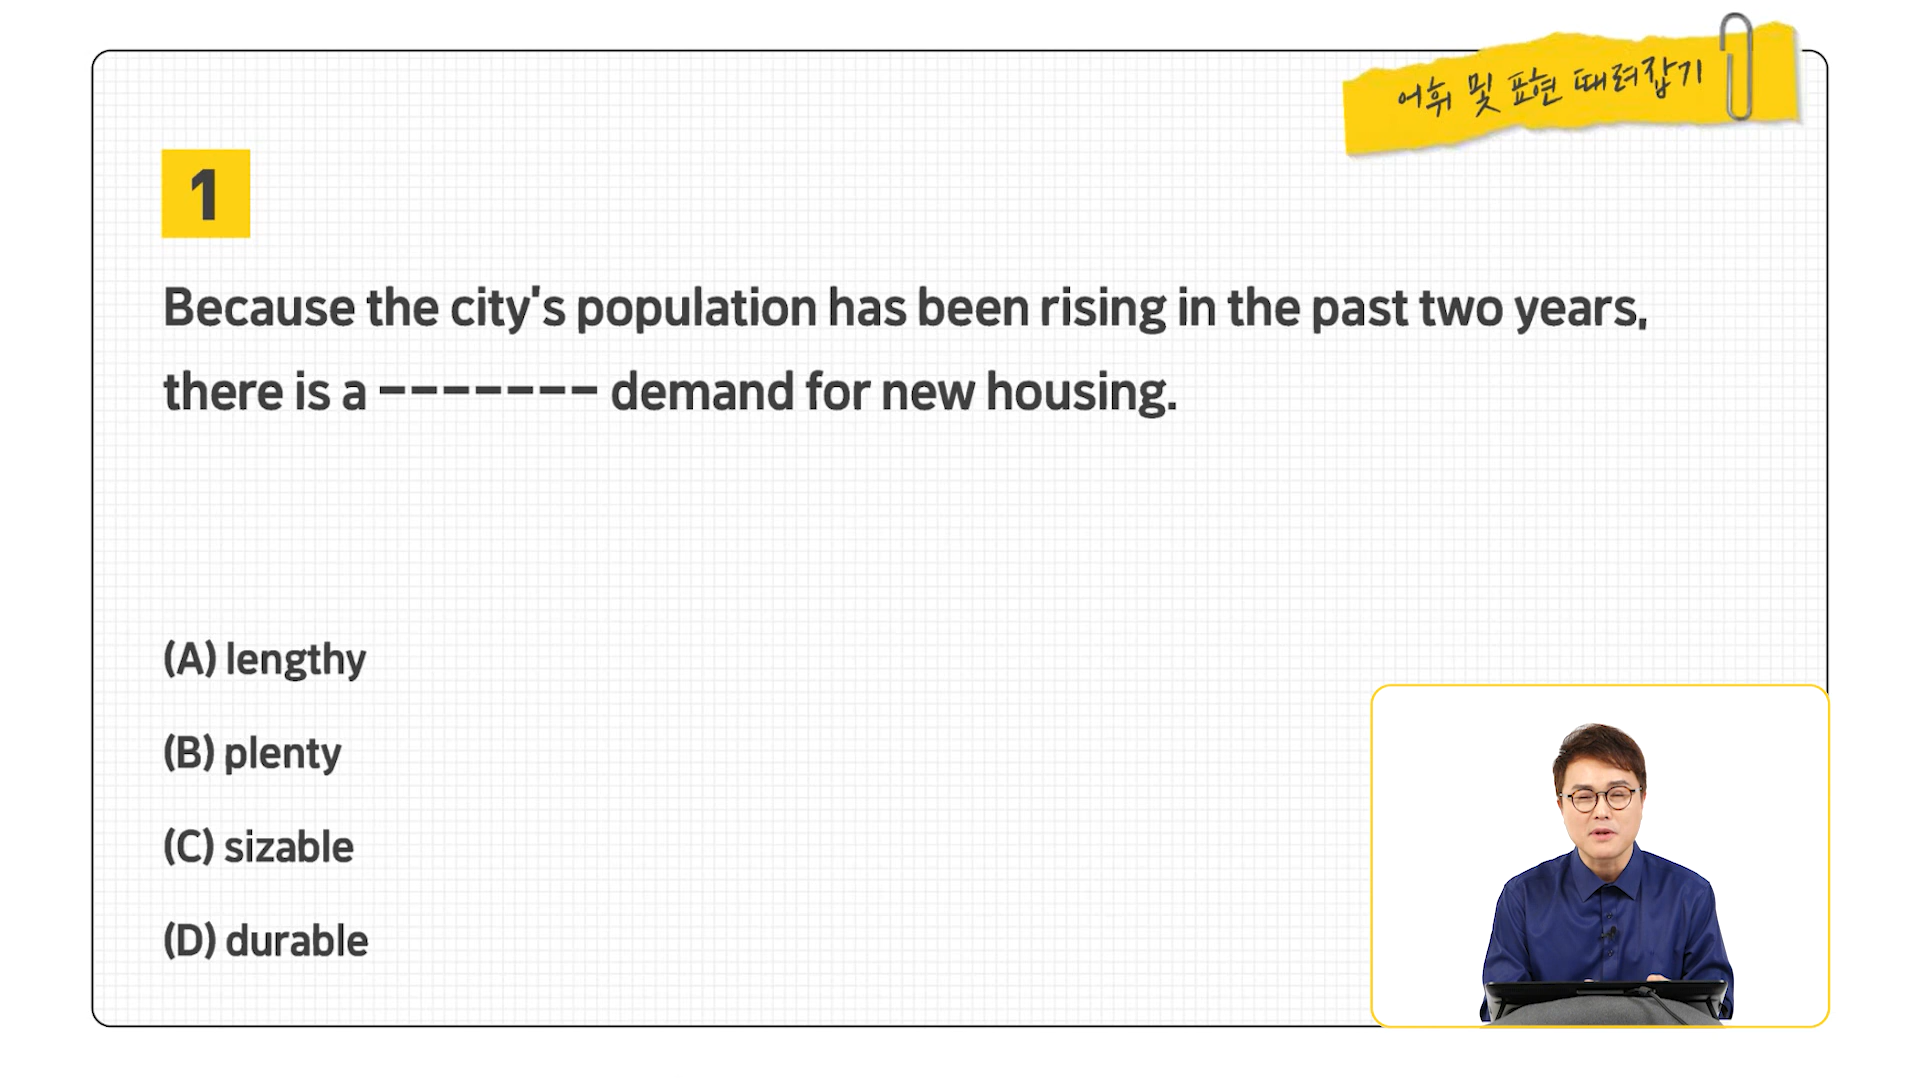 어휘 및 표현 때려잡기
1
Because the city's population has been rising in the past two years,
there is a ------- demand for new housing.
(A) lengthy
(B) plenty
(C) sizable
(D) durable